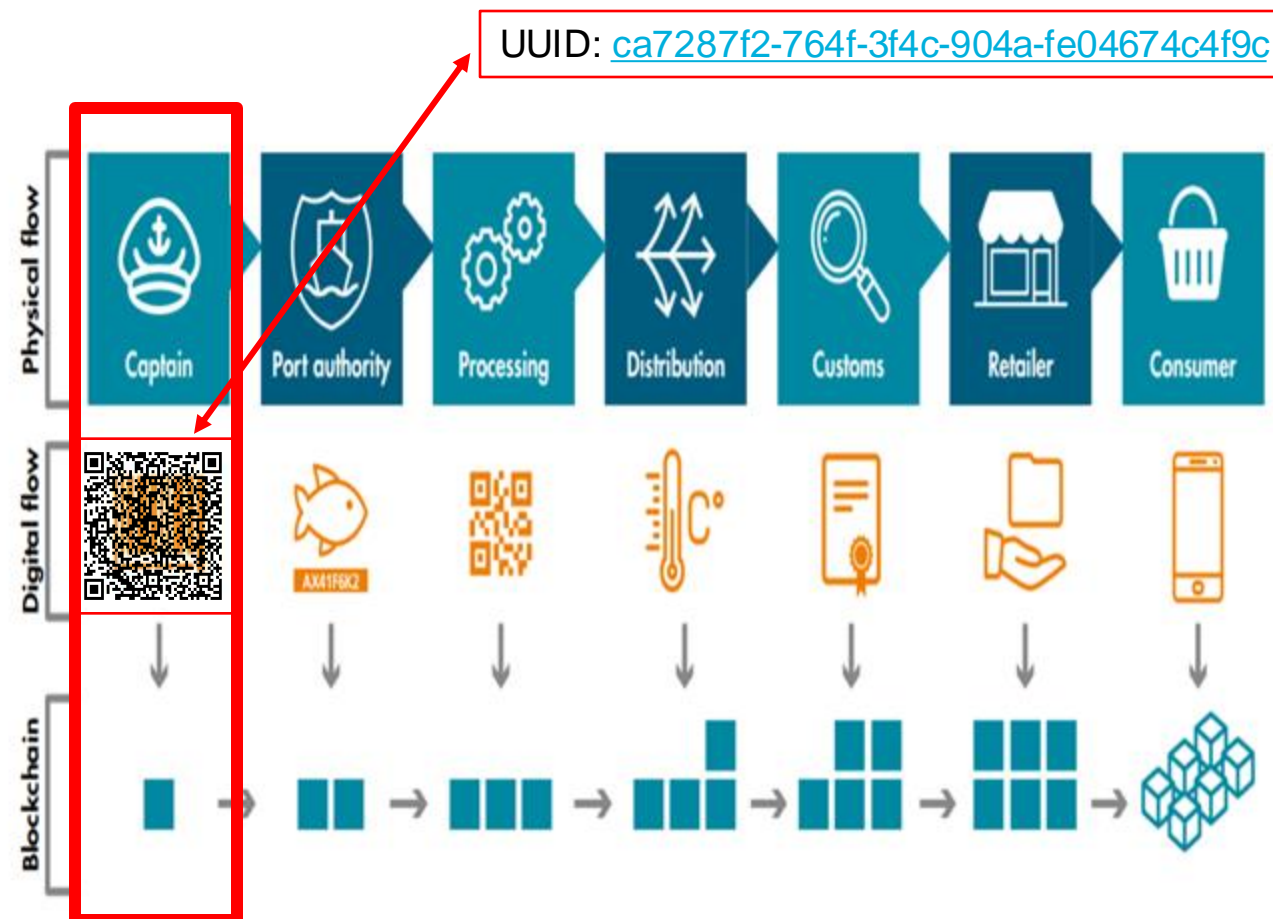 UUID: ca7287f2-764f-3f4c-904a-fe04674c4f9c
Physical flow
Captain
Port authority
Processing
Distribution
Customs
Retailer
Consumer
Digital flow
AX41F6K2
C°
Blockchain